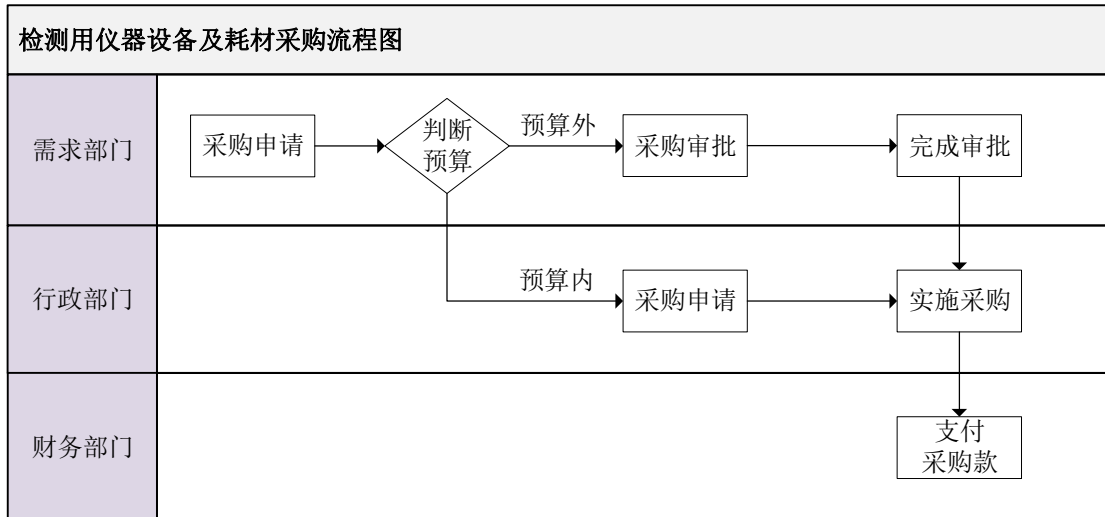 检测用仪器设备及耗材采购流程图
需求部门
采购申请
判断
预算
预算外
采购审批
完成审批
行政部门
预算内
采购申请
实施采购
财务部门
支付
采购款